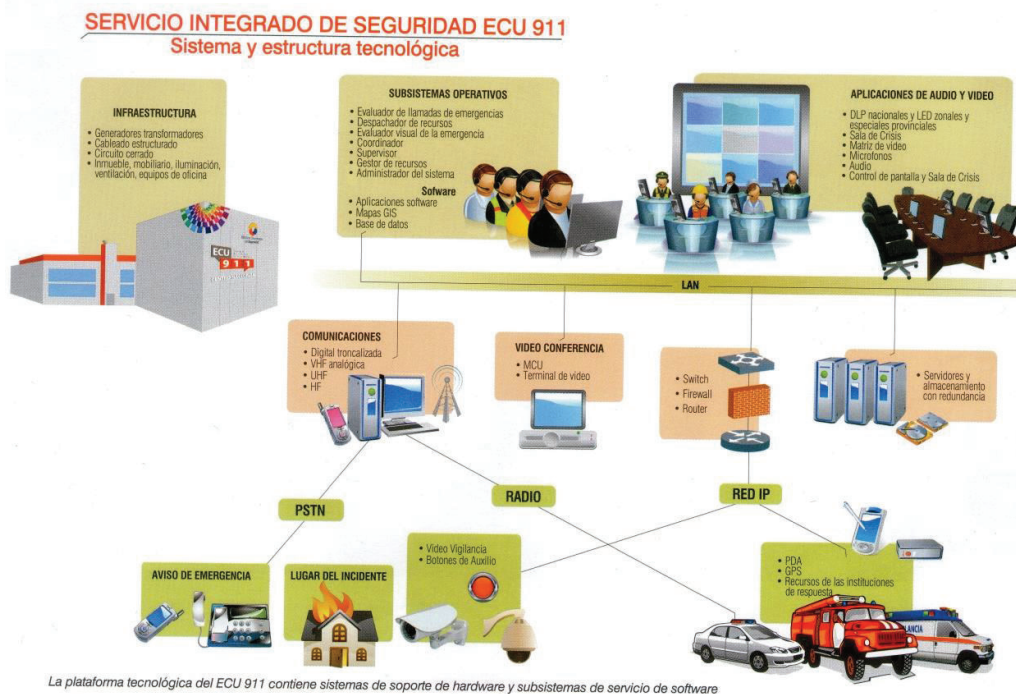 SERVICIO INTEGRADO DE SEGURIDAD ECU 911
Sistema y estructura tecnológica
INFRAESTRUCTURA
• Generadores transformadores
• Cableado estructurado
• Circuito cerrado
• Inmueble, mobiliario, iluminación,
ventilación, equipos de oficina
SUBSISTEMAS OPERATIVOS
• Evaluador de llamadas de emergencias
• Despachador de recursos
• Evaluador visual de la emergencia
• Coordinador
• Supervisor
• Gestor de recursos
• Administrador del sistema
Sofware
• Aplicaciones software
• Mapas GIS
• Base de datos
APLICACIONES DE AUDIO Y VIDEO
• DLP nacionales y LED zonales y
especiales provinciales
• Sala de Crisis
• Matriz de video
• Microfonos
• Audio
• Control de pantalla y Sala de Crisis
ECU
911
LAN
COMUNICACIONES
• Digital troncalizada
• VHF analógica
• UHF
• HF
VIDEO CONFERENCIA
• MCU
• Terminal de video
• Switch
• Firewall
• Router
• Servidores y
almacenamiento
con redundancia
PSTN
RADIO
RED IP
AVISO DE EMERGENCIA
LUGAR DEL INCIDENTE
• Video Vigilancia
• Botones de Auxilio
• PDA
• GPS
• Recursos de las instituciones
de respuesta
La plataforma tecnológica del ECU 911 contiene sistemas de soporte de hardware y subsistemas de servicio de software